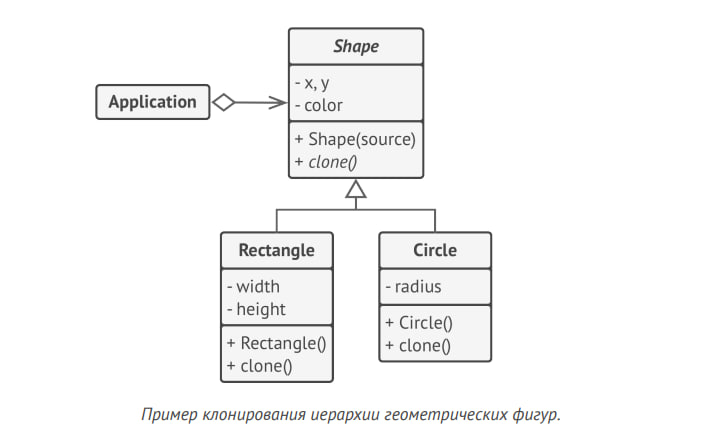 Shape
- x, y
- color
+ Shape(source)
+ clone()
Application
Rectangle
- width
- height
+ Rectangle()
+ clone()
Circle
- radius
+ Circle()
+ clone()
Пример клонирования иерархии геометрических фигур.